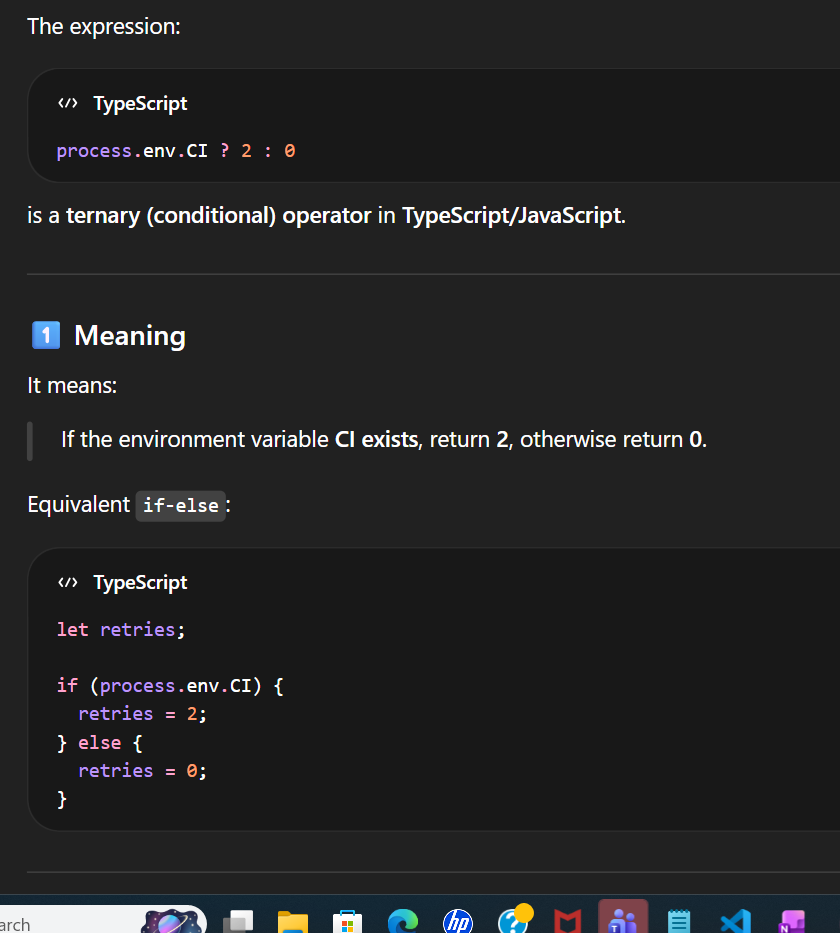 The expression:
</> TypeScript
process.env.CI ? 2 : 0
is a ternary (conditional) operator in TypeScript/JavaScript.
1 Meaning
It means:
If the environment variable CI exists, return 2, otherwise return 0.
Equivalent if-else:
</> TypeScript
let retries;
if (process.env.CI) {
  retries = 2;
} else {
  retries = 0;
}
arch
hp
?
T
N